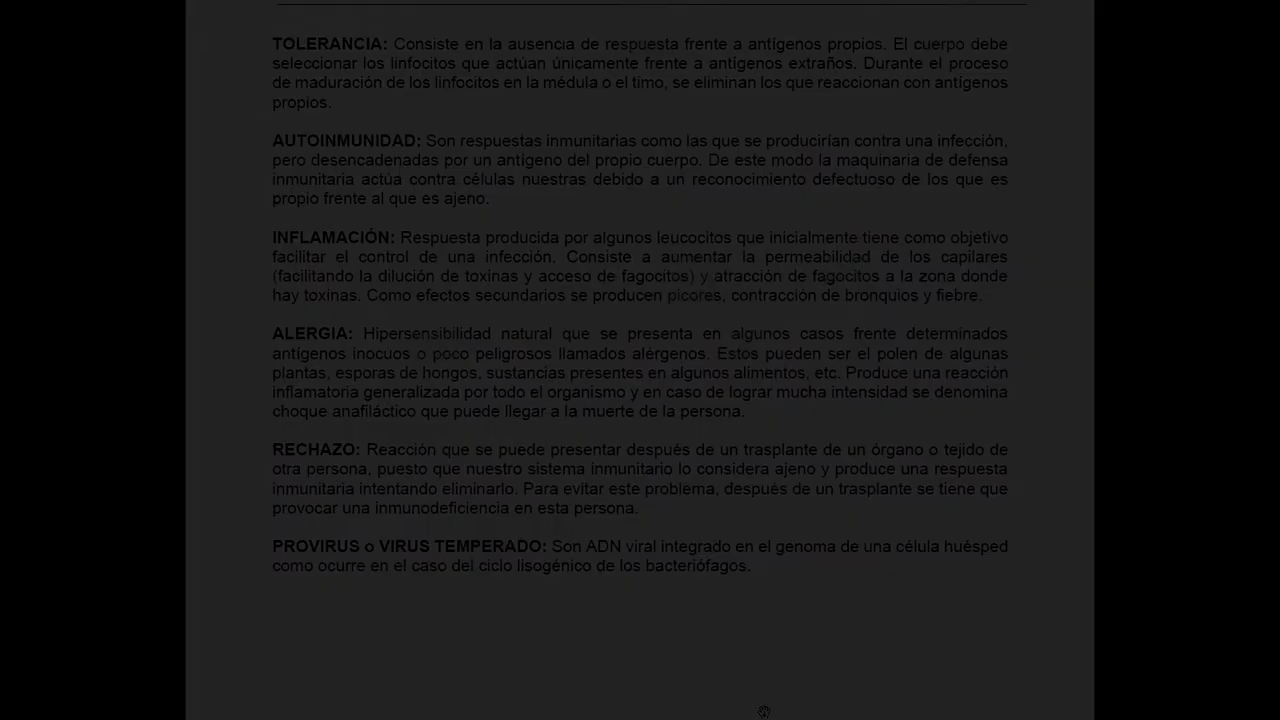 TOLERANCIA: Consiste en la ausencia de respuesta frente a antígenos propios. El cuerpo debe
seleccionar los linfocitos que actúan únicamente frente a antígenos extraños. Durante el proceso
de maduración de los linfocitos en la médula o el timo, se eliminan los que reaccionan con antígenos
propios.
AUTOINMUNIDAD: Son respuestas inmunitarias como las que se producirían contra una infección,
pero desencadenadas por un antígeno del propio cuerpo. De este modo la maquinaria de defensa
inmunitaria actúa contra células nuestras debido a un reconocimiento defectuoso de los que es
propio frente al que es ajeno.
INFLAMACIÓN: Respuesta producida por algunos leucocitos que inicialmente tiene como objetivo
facilitar el control de una infección. Consiste a aumentar la permeabilidad de los capilares
(facilitando la dilución de toxinas y acceso de fagocitos) y atracción de fagocitos a la zona donde
hay toxinas. Como efectos secundarios se producen picores, contracción de bronquios y fiebre.
ALERGIA: Hipersensibilidad natural que se presenta en algunos casos frente determinados
antígenos inocuos o poco peligrosos llamados alérgenos. Estos pueden ser el polen de algunas
plantas, esporas de hongos, sustancias presentes en algunos alimentos, etc. Produce una reacción
inflamatoria generalizada por todo el organismo y en caso de lograr mucha intensidad se denomina
choque anafiláctico que puede llegar a la muerte de la persona.
RECHAZO: Reacción que se puede presentar después de un trasplante de un órgano o tejido de
otra persona, puesto que nuestro sistema inmunitario lo considera ajeno y produce una respuesta
inmunitaria intentando eliminarlo. Para evitar este problema, después de un trasplante se tiene que
provocar una inmunodeficiencia en esta persona.
PROVIRUS o VIRUS TEMPERADO: Son ADN viral integrado en el genoma de una célula huésped
como ocurre en el caso del ciclo lisogénico de los bacteriófagos.